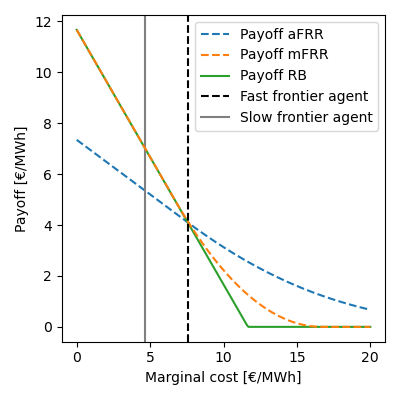 12
10
8
6
4
2
0
Payoff [€/MWh]
Payoff aFRR
Payoff mFRR
Payoff RB
Fast frontier agent
Slow frontier agent
0
5
10
15
20
Marginal cost [€/MWh]